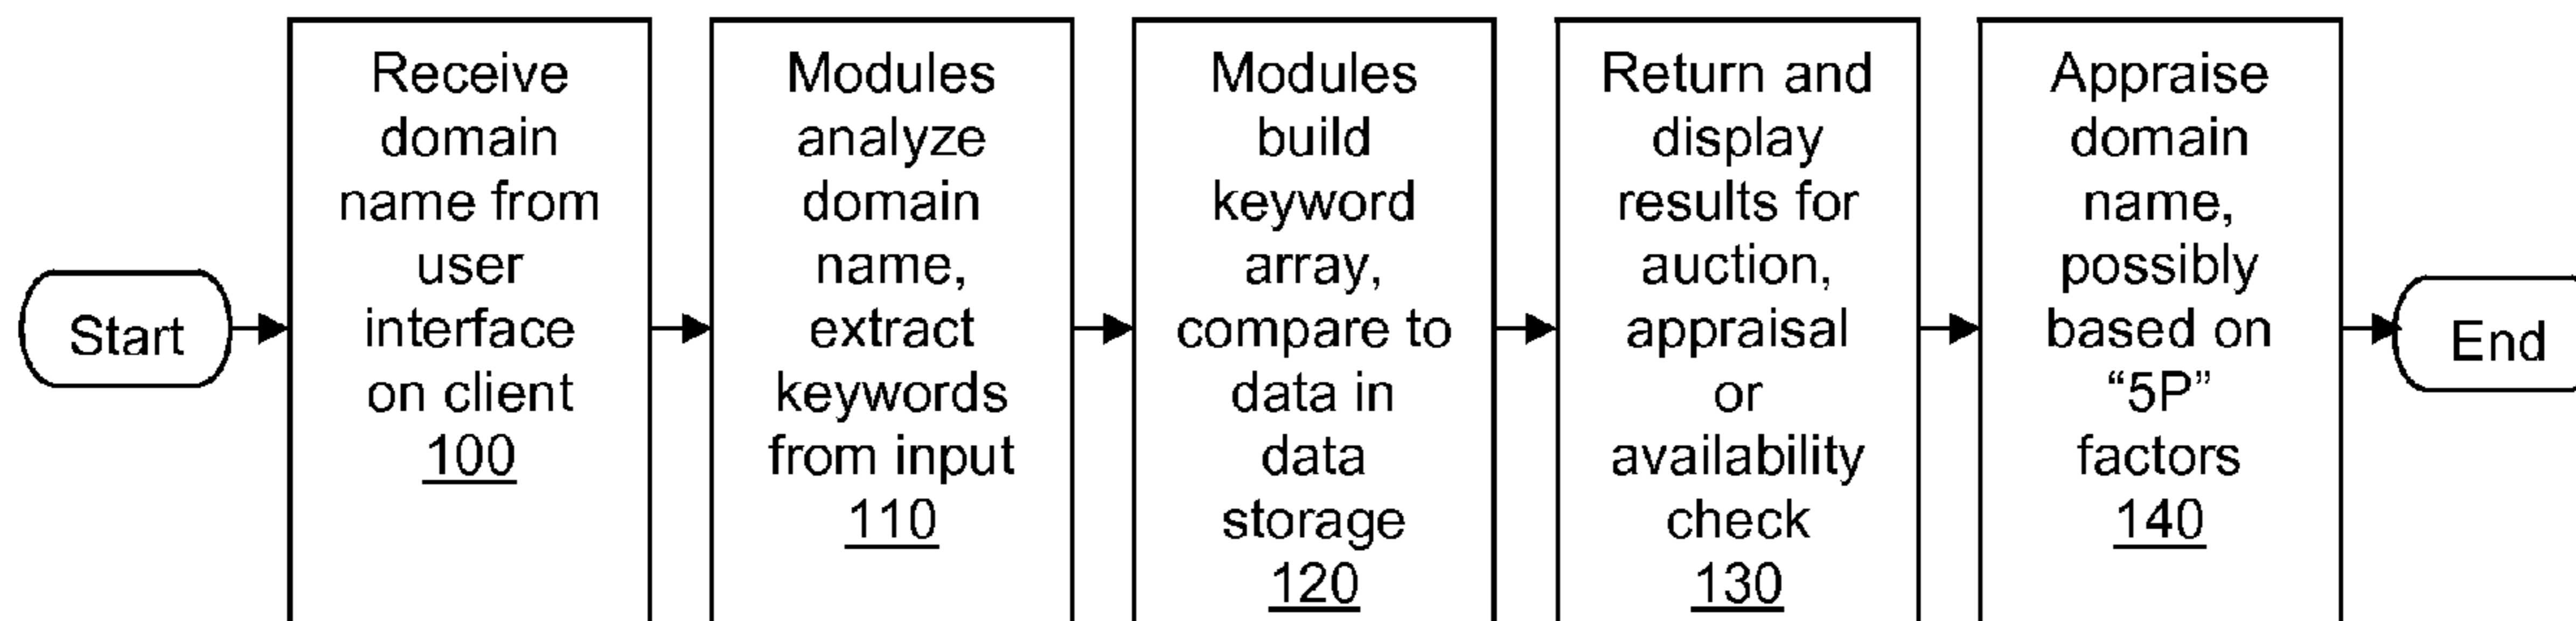 Start
Receive
domain
name from
user
interface
on client
100
Modules
analyze
domain
name,
extract
keywords
from input
110
Modules
build
keyword
array,
compare to
data in
data
storage
120
Return and
display
results for
auction,
appraisal
or
availability
check
130
Appraise
domain
name,
possibly
based on
“5P”
factors
140
End